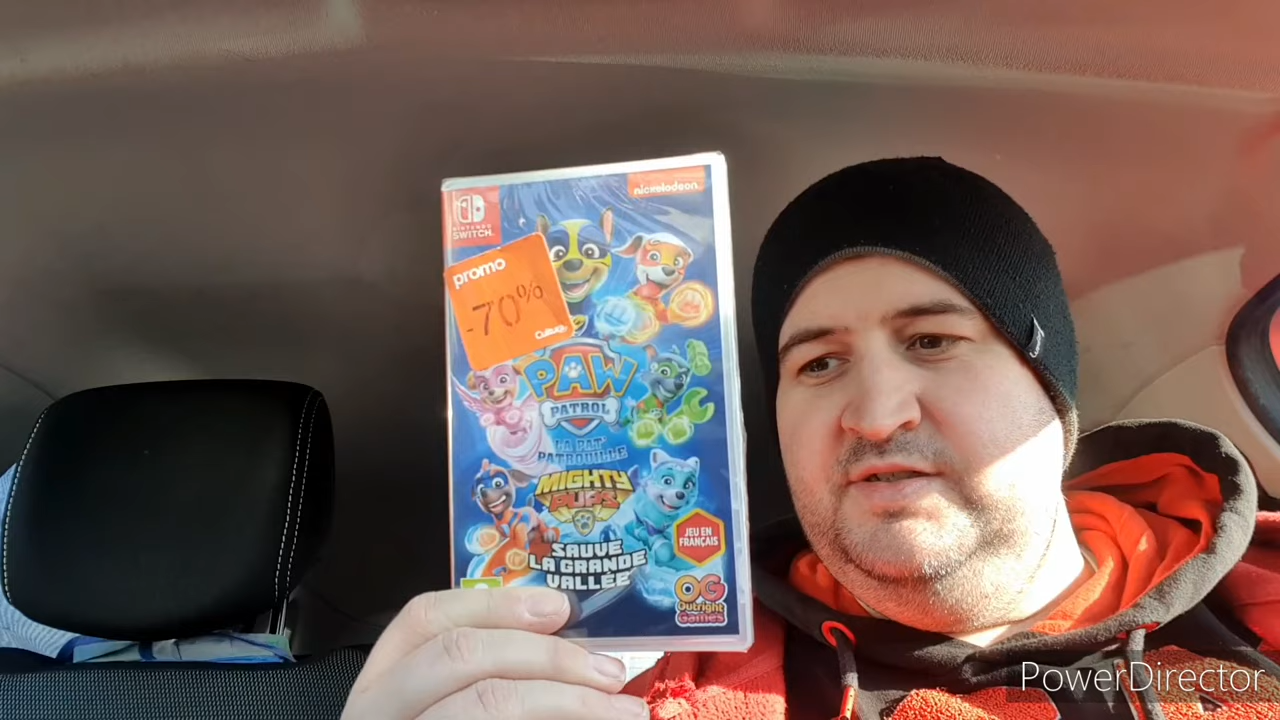 nickelodeon
NINTENDO
SWITCH
promo
-70%
Cultura
PAW
PATROL
LA PAT'
PATROUILLE
MIGHTY
PUPS
JEU EN
FRANÇAIS
SAUVE
LA GRANDE
VALLÉE
OG
Outright
Games
PowerDirector